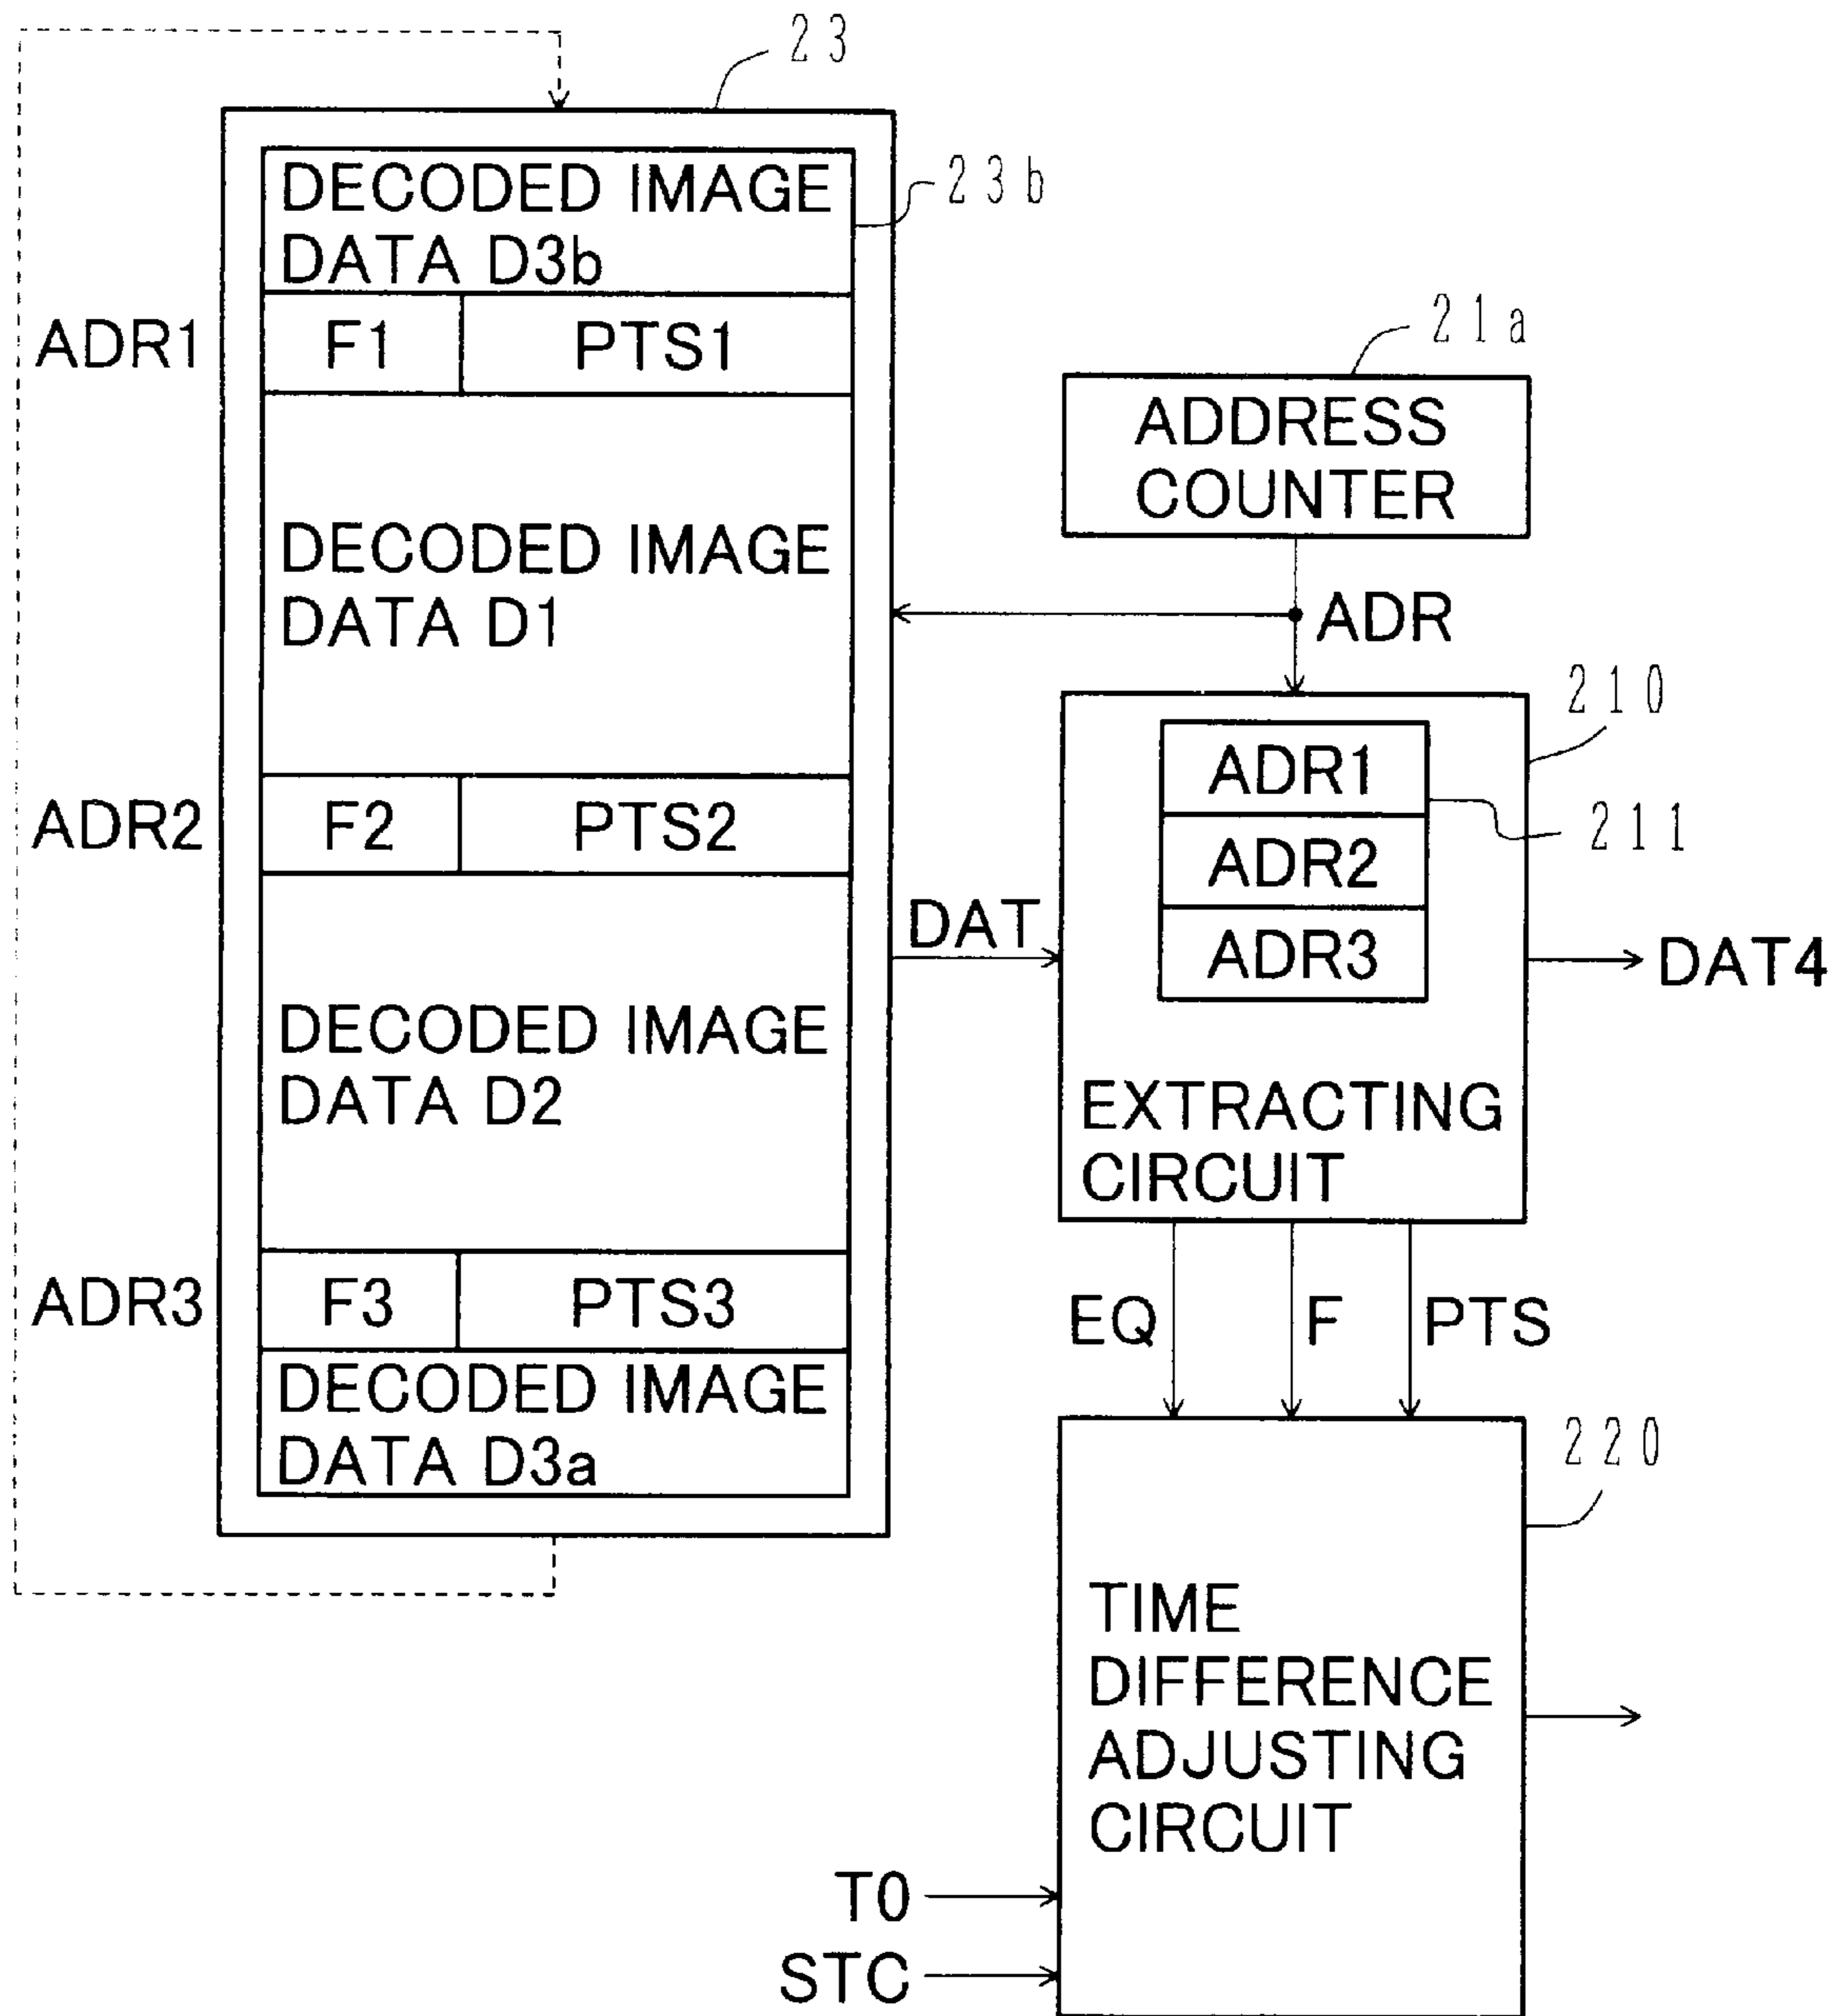 23
DECODED IMAGE
DATA D3b
23b
ADR1
F1
PTS1
21a
ADDRESS
COUNTER
DECODED IMAGE
DATA D1
ADR
210
ADR1
211
ADR2
F2
PTS2
ADR2
DAT
ADR3
DAT4
DECODED IMAGE
DATA D2
EXTRACTING
CIRCUIT
ADR3
F3
PTS3
EQ
F
PTS
DECODED IMAGE
DATA D3a
220
TIME
DIFFERENCE
ADJUSTING
CIRCUIT
T0
STC